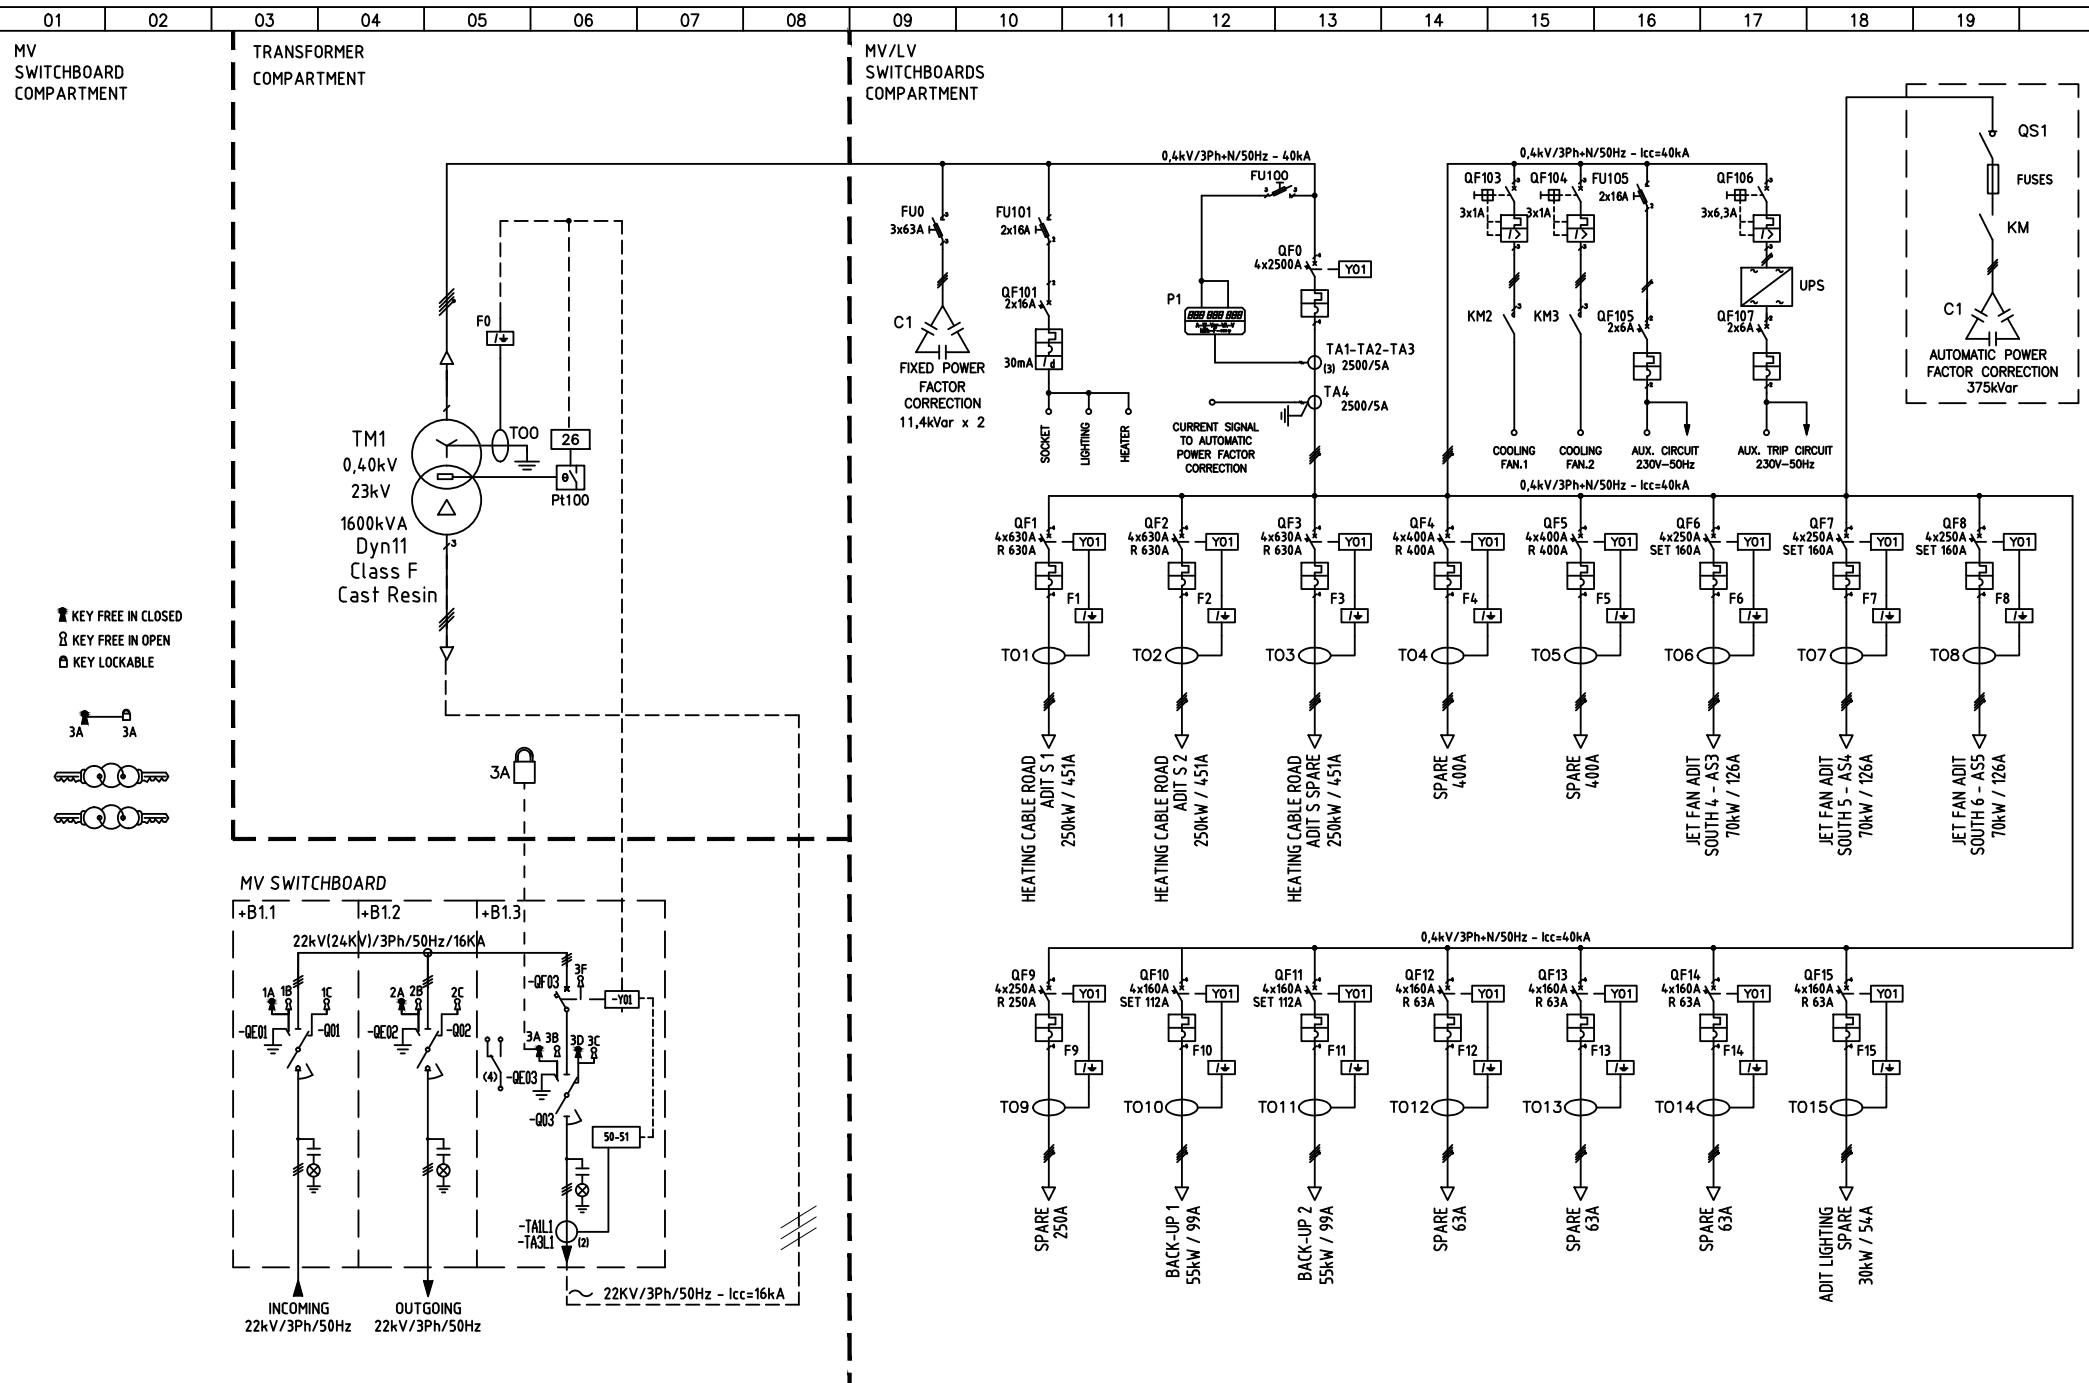 01 02 03 04 05 06 07 08 09 10 11 12 13 14 15 16 17 18 19
MV
SWITCHBOARD
COMPARTMENT
TRANSFORMER
COMPARTMENT
MV/LV
SWITCHBOARDS
COMPARTMENT
F0
TM1
0,40kV
23kV
1600kVA
Dyn11
Class F
Cast Resin
TO0
26
θ
Pt100
3
KEY FREE IN CLOSED
KEY FREE IN OPEN
KEY LOCKABLE
3A 3A
3A
MV SWITCHBOARD
+B1.1 +B1.2 +B1.3
22kV(24KV)/3Ph/50Hz/16KA
1A 1B 1C
-QE01 -Q01
2A 2B 2C
-QE02 -Q02
-QF03 3F
-Y01
3A 3B 3D 3C
(4) -QE03
-Q03
50-51
-TA1L1
-TA3L1 (2)
INCOMING
22kV/3Ph/50Hz
OUTGOING
22kV/3Ph/50Hz
22KV/3Ph/50Hz - Icc=16kA
0,4kV/3Ph+N/50Hz - 40kA
FU0
3x63A
C1
FIXED POWER
FACTOR
CORRECTION
11,4kVar x 2
FU101
2x16A
QF101
2x16A
30mA
d
SOCKET
LIGHTING
HEATER
FU100
QF0
4x2500A
Y01
P1
TA1-TA2-TA3
(3) 2500/5A
TA4
2500/5A
CURRENT SIGNAL
TO AUTOMATIC
POWER FACTOR
CORRECTION
0,4kV/3Ph+N/50Hz - Icc=40kA
QF103
3x1A
KM2
COOLING
FAN.1
QF104
3x1A
KM3
COOLING
FAN.2
FU105
2x16A
QF105
2x6A
AUX. CIRCUIT
230V-50Hz
QF106
3x6,3A
UPS
QF107
2x6A
AUX. TRIP CIRCUIT
230V-50Hz
QS1
FUSES
KM
C1
AUTOMATIC POWER
FACTOR CORRECTION
375kVar
0,4kV/3Ph+N/50Hz - Icc=40kA
QF1
4x630A
R 630A
Y01
F1
TO1
HEATING CABLE ROAD
ADIT S 1
250kW / 451A
QF2
4x630A
R 630A
Y01
F2
TO2
HEATING CABLE ROAD
ADIT S 2
250kW / 451A
QF3
4x630A
R 630A
Y01
F3
TO3
HEATING CABLE ROAD
ADIT S SPARE
250kW / 451A
QF4
4x400A
R 400A
Y01
F4
TO4
SPARE
400A
QF5
4x400A
R 400A
Y01
F5
TO5
SPARE
400A
QF6
4x250A
SET 160A
Y01
F6
TO6
JET FAN ADIT
SOUTH 4 - AS3
70kW / 126A
QF7
4x250A
SET 160A
Y01
F7
TO7
JET FAN ADIT
SOUTH 5 - AS4
70kW / 126A
QF8
4x250A
SET 160A
Y01
F8
TO8
JET FAN ADIT
SOUTH 6 - AS5
70kW / 126A
0,4kV/3Ph+N/50Hz - Icc=40kA
QF9
4x250A
R 250A
Y01
F9
TO9
SPARE
250A
QF10
4x160A
SET 112A
Y01
F10
TO10
BACK-UP 1
55kW / 99A
QF11
4x160A
SET 112A
Y01
F11
TO11
BACK-UP 2
55kW / 99A
QF12
4x160A
R 63A
Y01
F12
TO12
SPARE
63A
QF13
4x160A
R 63A
Y01
F13
TO13
SPARE
63A
QF14
4x160A
R 63A
Y01
F14
TO14
SPARE
63A
QF15
4x160A
R 63A
Y01
F15
TO15
ADIT LIGHTING
SPARE
30kW / 54A